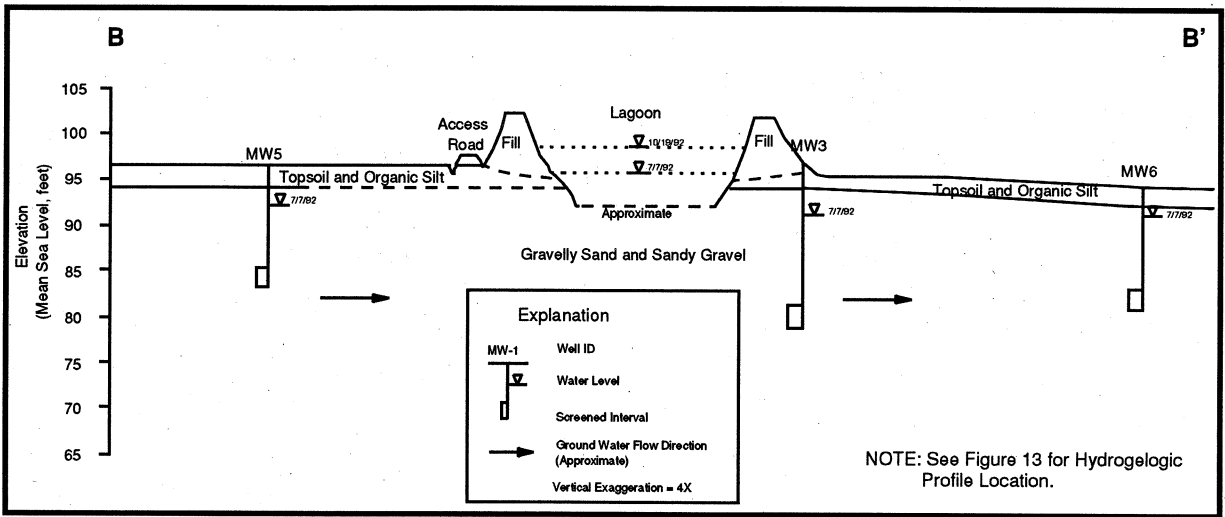 B
B'
105
100
95
90
85
80
75
70
65
Elevation
(Mean Sea Level, feet)
MW5
Access
Road
Fill
Lagoon
10/19/92
7/7/92
Fill
MW3
MW6
Topsoil and Organic Silt
Topsoil and Organic Silt
7/7/92
Approximate
7/7/92
7/7/92
Gravelly Sand and Sandy Gravel
Explanation
MW-1
Well ID
Water Level
Screened Interval
Ground Water Flow Direction
(Approximate)
Vertical Exaggeration = 4X
NOTE: See Figure 13 for Hydrogelogic
Profile Location.